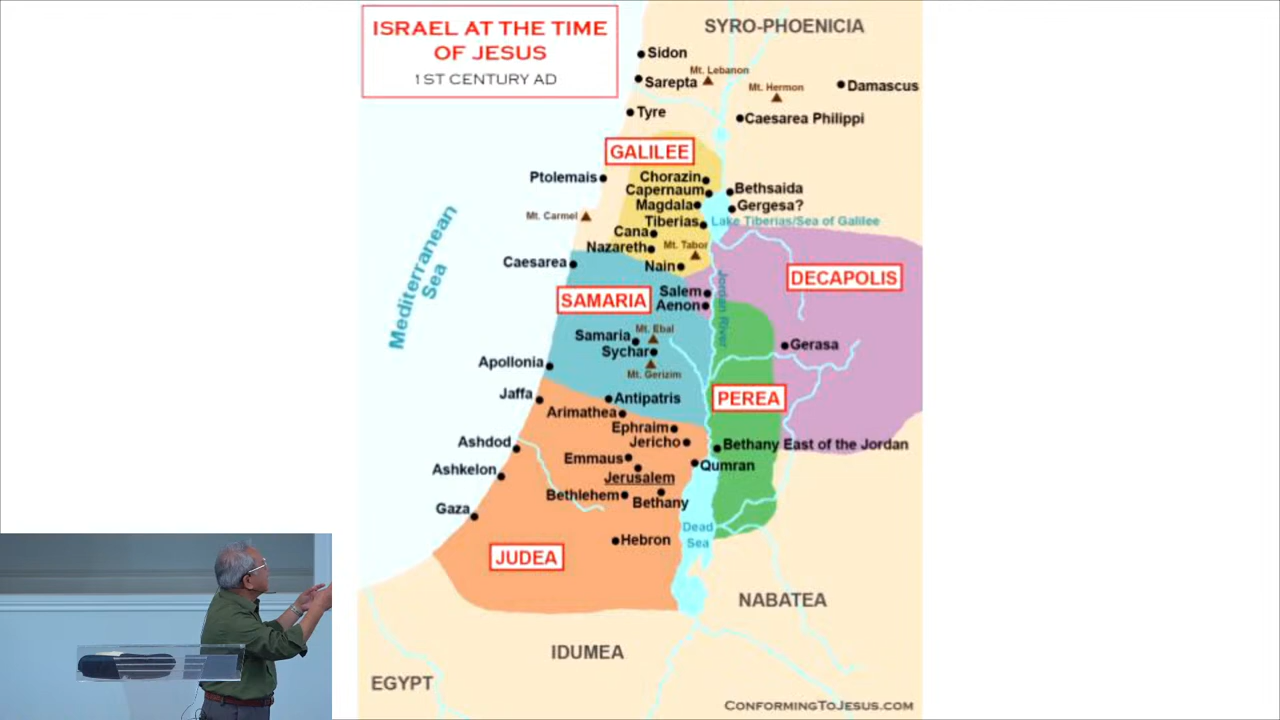 ISRAEL AT THE TIME
OF JESUS
1ST CENTURY AD
SYRO-PHOENICIA
Sidon
Mt. Lebanon
Sarepta
Mt. Hermon
Damascus
Tyre
Caesarea Philippi
GALILEE
Ptolemais
Chorazin
Capernaum
Bethsaida
Magdala
Gergesa?
Mt. Carmel
Tiberias
Lake Tiberias/Sea of Galilee
Cana
Nazareth
Mt. Tabor
Caesarea
Nain
Mediterranean
Sea
DECAPOLIS
SAMARIA
Salem
Aenon
Jordan River
Samaria
Mt. Ebal
Sychar
Gerasa
Apollonia
Mt. Gerizim
Jaffa
Antipatris
PEREA
Arimathea
Ephraim
Ashdod
Jericho
Bethany East of the Jordan
Emmaus
Qumran
Ashkelon
Jerusalem
Bethlehem
Bethany
Gaza
Dead
Sea
Hebron
JUDEA
NABATEA
IDUMEA
EGYPT
CONFORMINGTOJESUS.COM